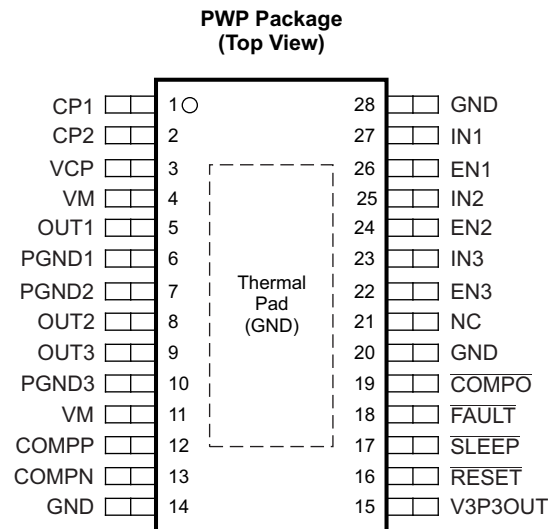 PWP Package
(Top View)
CP1 1 28 GND
CP2 2 27 IN1
VCP 3 26 EN1
VM 4 25 IN2
OUT1 5 24 EN2
PGND1 6 23 IN3
PGND2 7 22 EN3
OUT2 8 21 NC
OUT3 9 20 GND
PGND3 10 19 COMPO
VM 11 18 FAULT
COMPP 12 17 SLEEP
COMPN 13 16 RESET
GND 14 15 V3P3OUT
Thermal
Pad
(GND)